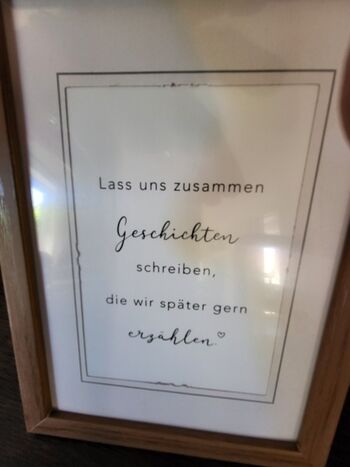 Lass uns zusammen
Geschichten
schreiben,
die wir später gern
erzählen.♡